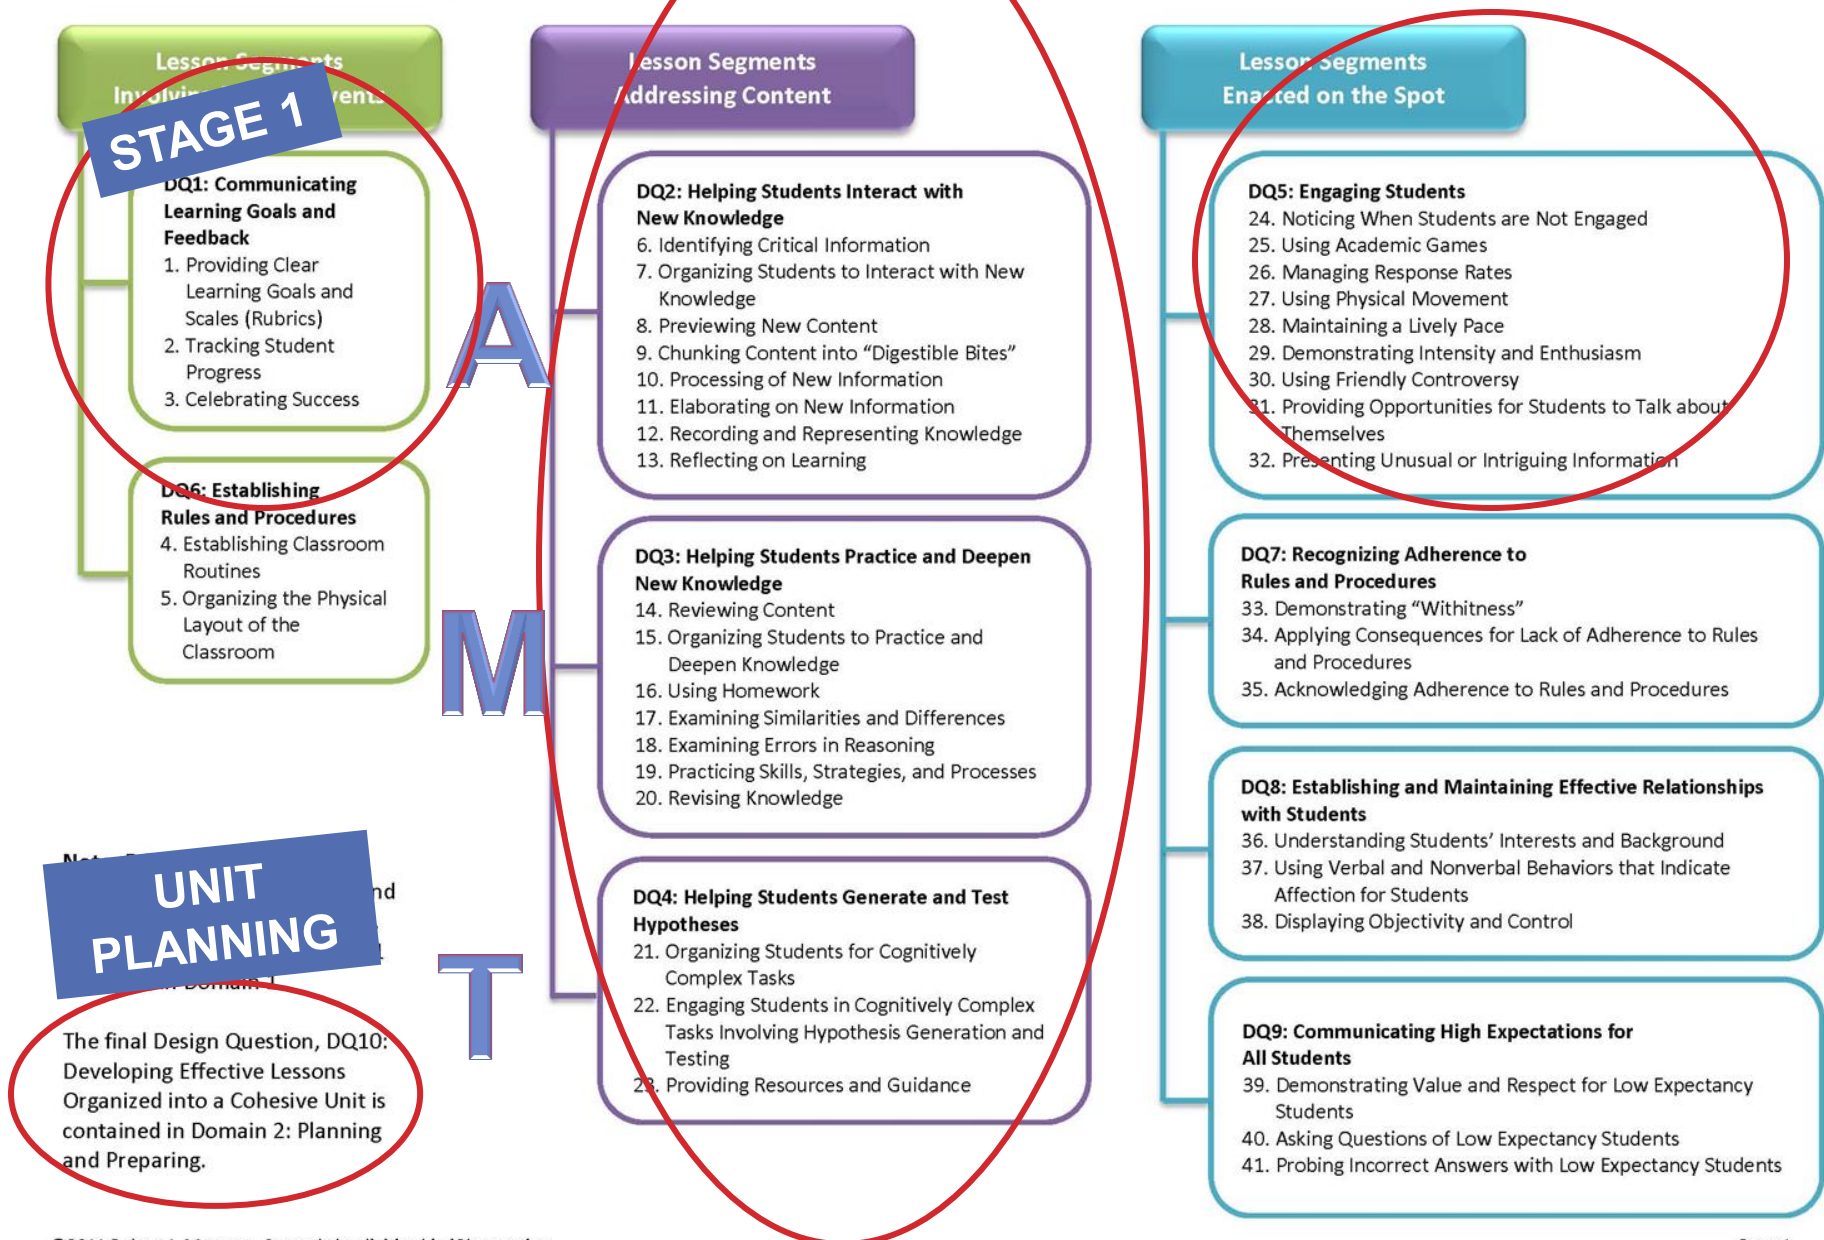 Lesson Segments
STAGE 1
DQ1: Communicating
Learning Goals and
Feedback
1. Providing Clear
Learning Goals and
Scales (Rubrics)
2. Tracking Student
Progress
3. Celebrating Success
DQ6: Establishing
Rules and Procedures
4. Establishing Classroom
Routines
5. Organizing the Physical
Layout of the
Classroom
UNIT
PLANNING
The final Design Question, DQ10:
Developing Effective Lessons
Organized into a Cohesive Unit is
contained in Domain 2: Planning
and Preparing.
A
M
T
Lesson Segments
Addressing Content
DQ2: Helping Students Interact with
New Knowledge
6. Identifying Critical Information
7. Organizing Students to Interact with New
Knowledge
8. Previewing New Content
9. Chunking Content into “Digestible Bites”
10. Processing of New Information
11. Elaborating on New Information
12. Recording and Representing Knowledge
13. Reflecting on Learning
DQ3: Helping Students Practice and Deepen
New Knowledge
14. Reviewing Content
15. Organizing Students to Practice and
Deepen Knowledge
16. Using Homework
17. Examining Similarities and Differences
18. Examining Errors in Reasoning
19. Practicing Skills, Strategies, and Processes
20. Revising Knowledge
DQ4: Helping Students Generate and Test
Hypotheses
21. Organizing Students for Cognitively
Complex Tasks
22. Engaging Students in Cognitively Complex
Tasks Involving Hypothesis Generation and
Testing
23. Providing Resources and Guidance
Lesson Segments
Enacted on the Spot
DQ5: Engaging Students
24. Noticing When Students are Not Engaged
25. Using Academic Games
26. Managing Response Rates
27. Using Physical Movement
28. Maintaining a Lively Pace
29. Demonstrating Intensity and Enthusiasm
30. Using Friendly Controversy
31. Providing Opportunities for Students to Talk about
Themselves
32. Presenting Unusual or Intriguing Information
DQ7: Recognizing Adherence to
Rules and Procedures
33. Demonstrating “Withitness”
34. Applying Consequences for Lack of Adherence to Rules
and Procedures
35. Acknowledging Adherence to Rules and Procedures
DQ8: Establishing and Maintaining Effective Relationships
with Students
36. Understanding Students’ Interests and Background
37. Using Verbal and Nonverbal Behaviors that Indicate
Affection for Students
38. Displaying Objectivity and Control
DQ9: Communicating High Expectations for
All Students
39. Demonstrating Value and Respect for Low Expectancy
Students
40. Asking Questions of Low Expectancy Students
41. Probing Incorrect Answers with Low Expectancy Students